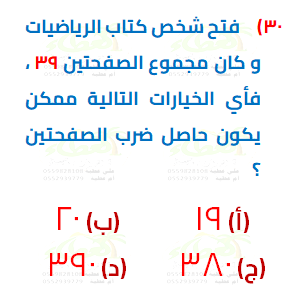 ٣٠) فتح شخص كتاب الرياضيات
و كان مجموع الصفحتين ٣٩ ،
فأي الخيارات التالية ممكن
يكون حاصل ضرب الصفحتين
؟
(أ) ١٩ (ب) ٢٠
(ج) ٣٨٠ (د) ٣٩٠